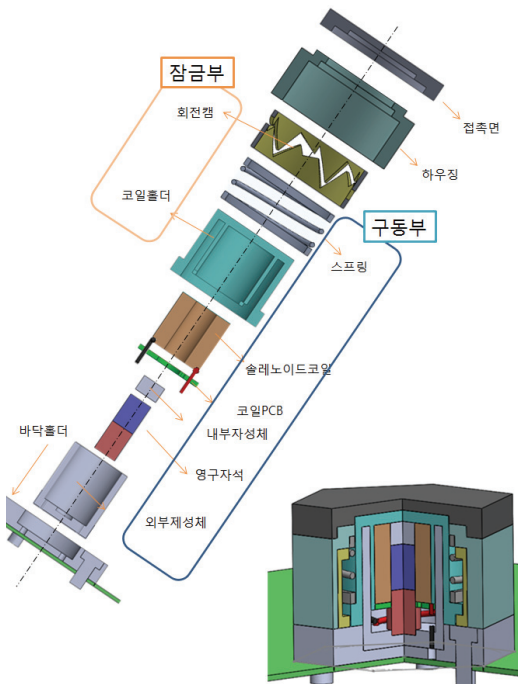 잠금부
회전캠
접촉면
하우징
코일홀더
구동부
스프링
솔레노이드코일
코일PCB
내부자성체
바닥홀더
영구자석
외부제성체